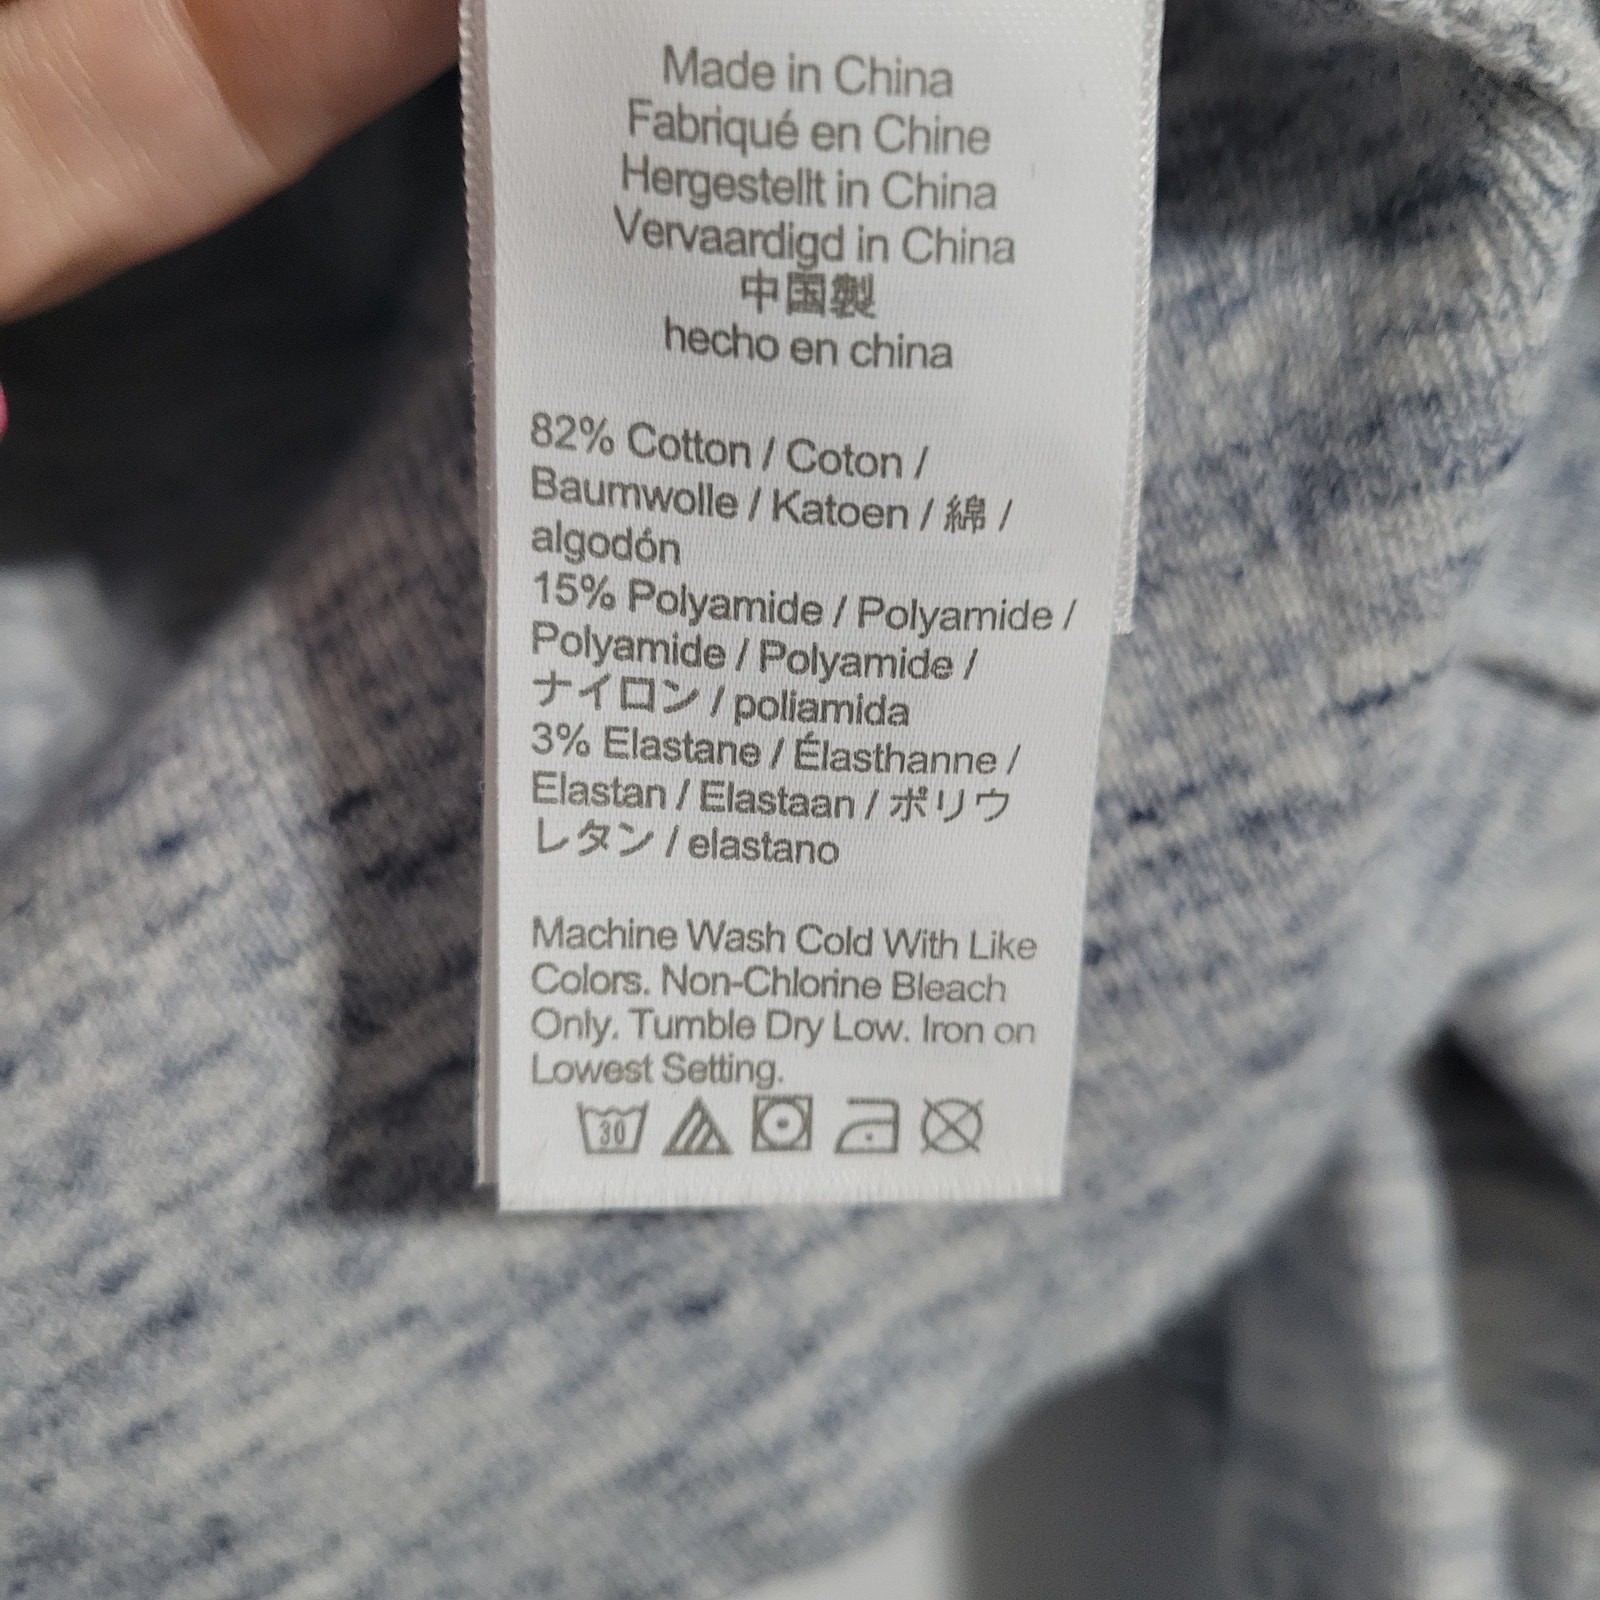 Made in China
Fabriqué en Chine
Hergestellt in China
Vervaardigd in China
中国製
hecho en china
82% Cotton / Coton /
Baumwolle / Katoen / 綿 /
algodón
15% Polyamide / Polyamide /
Polyamide / Polyamide /
ナイロン / poliamida
3% Elastane / Élasthanne /
Elastan / Elastaan / ポリウ
レタン / elastano
Machine Wash Cold With Like
Colors. Non-Chlorine Bleach
Only. Tumble Dry Low. Iron on
Lowest Setting.
30